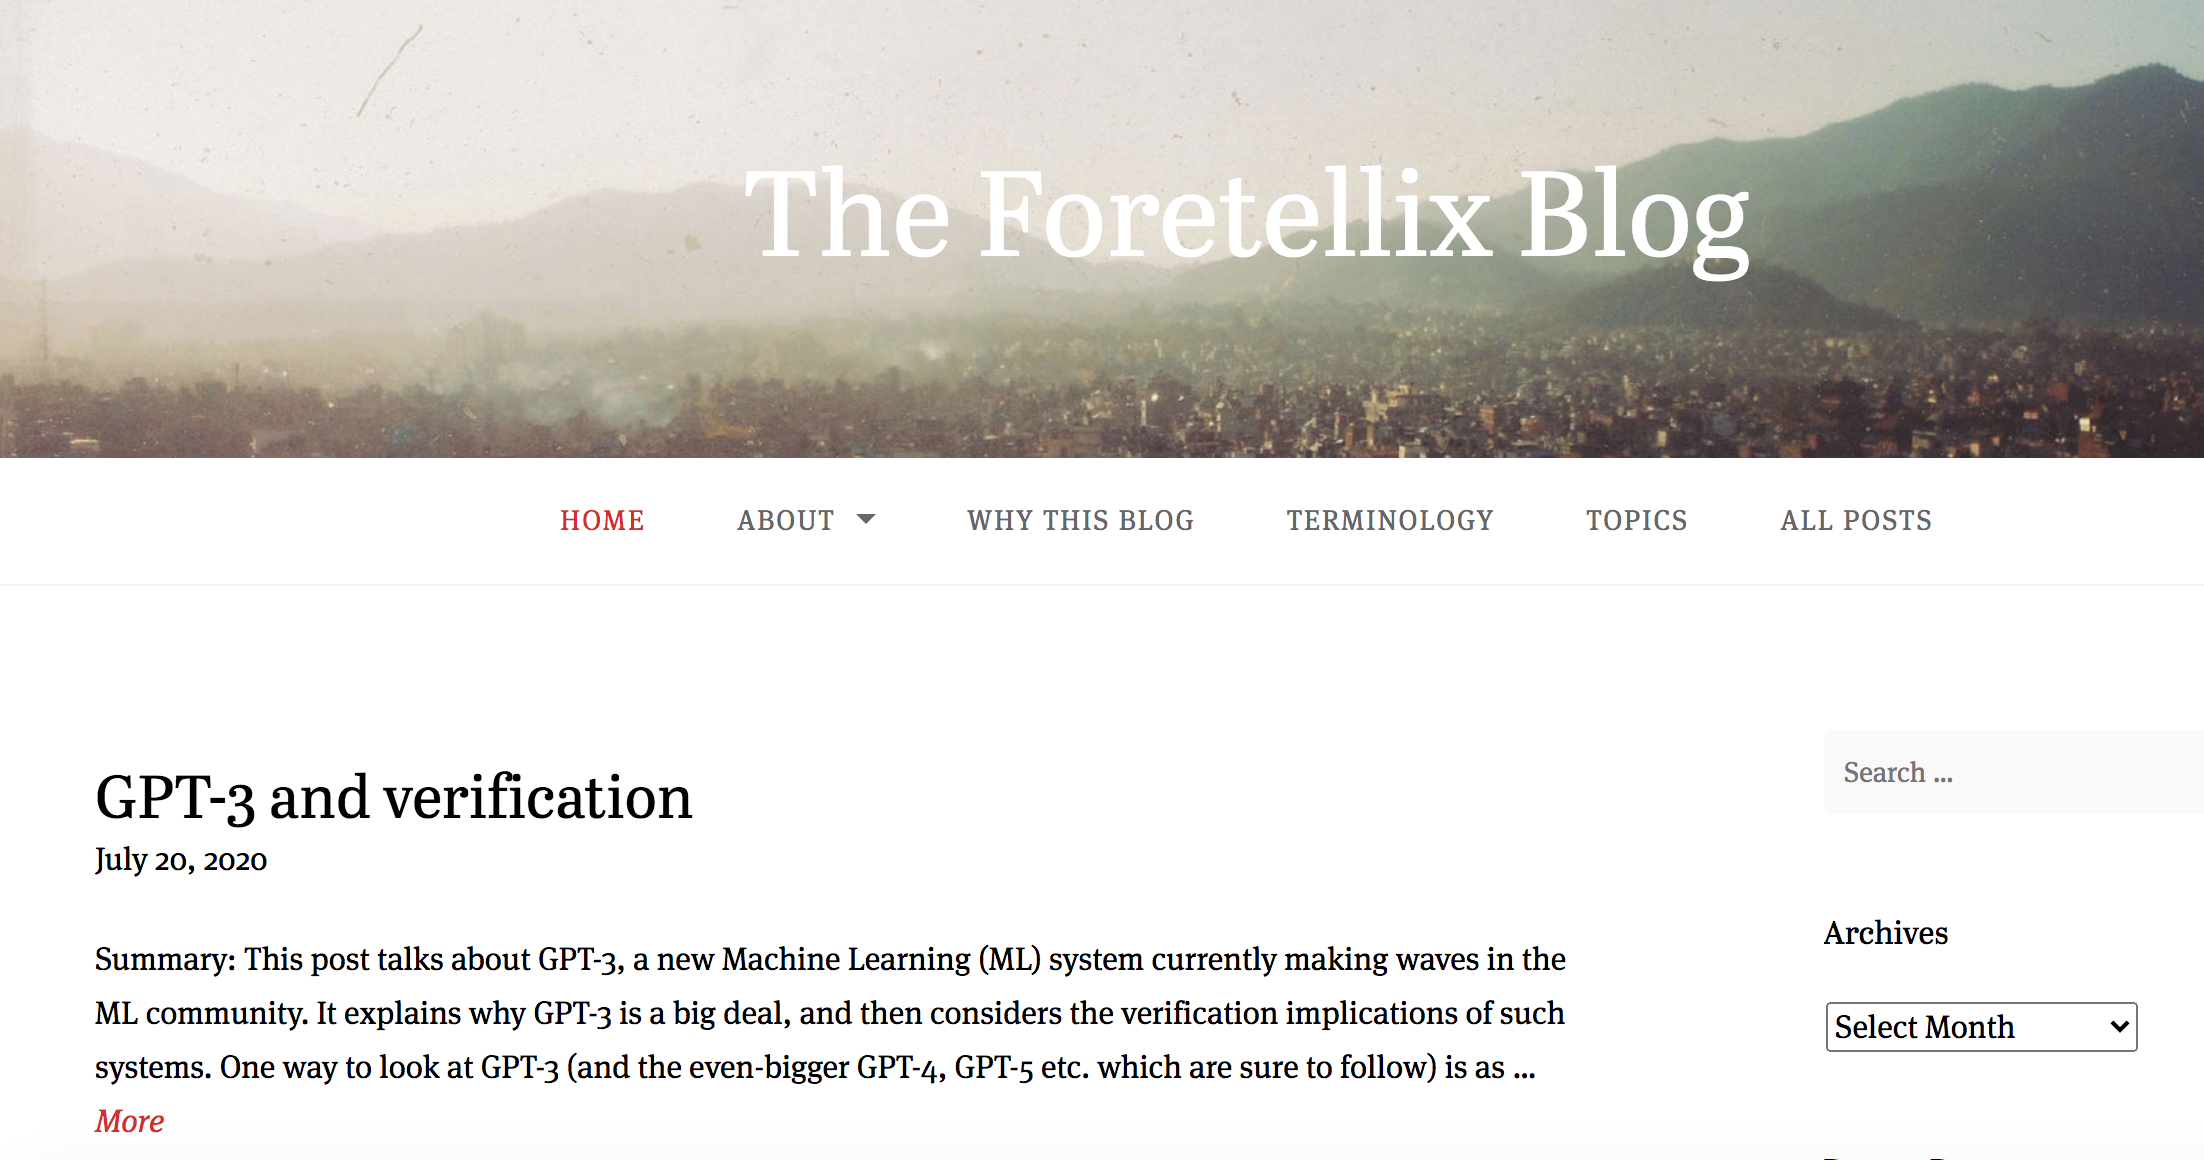 The Foretellix Blog
HOME ABOUT WHY THIS BLOG TERMINOLOGY TOPICS ALL POSTS
GPT-3 and verification
July 20, 2020
Summary: This post talks about GPT-3, a new Machine Learning (ML) system currently making waves in the
ML community. It explains why GPT-3 is a big deal, and then considers the verification implications of such
systems. One way to look at GPT-3 (and the even-bigger GPT-4, GPT-5 etc. which are sure to follow) is as ...
More
Search ...
Archives
Select Month